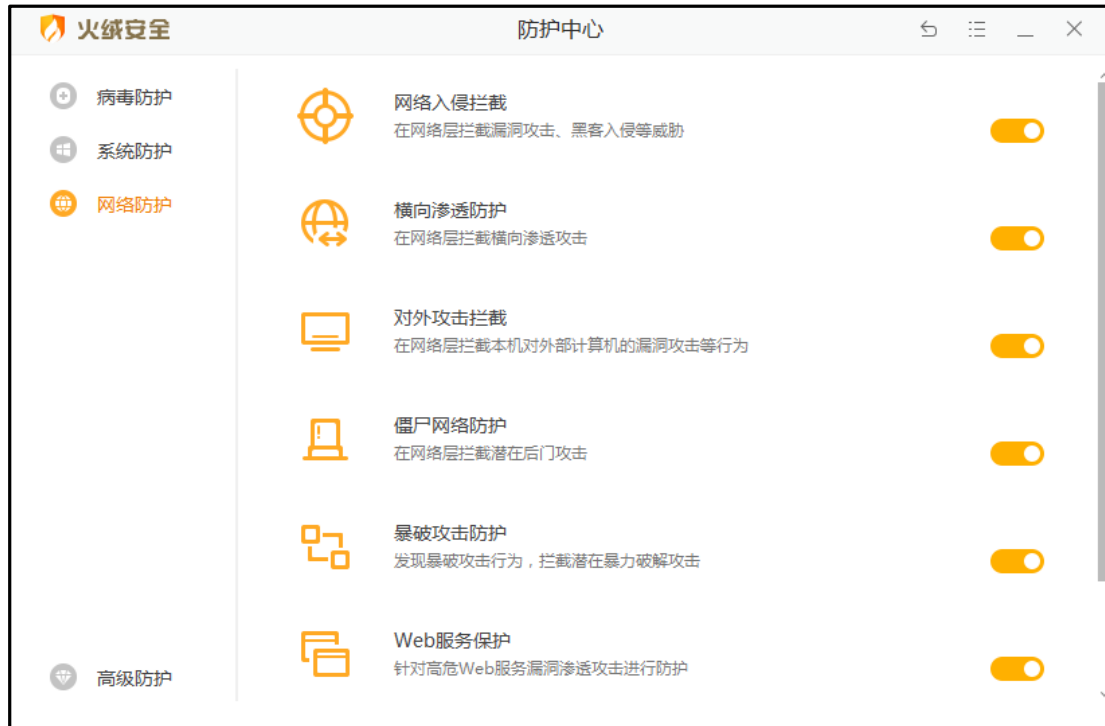 火绒安全
防护中心
病毒防护
系统防护
网络防护
网络入侵拦截
在网络层拦截漏洞攻击、黑客入侵等威胁
横向渗透防护
在网络层拦截横向渗透攻击
对外攻击拦截
在网络层拦截本机对外部计算机的漏洞攻击等行为
僵尸网络防护
在网络层拦截潜在后门攻击
暴破攻击防护
发现暴破攻击行为，拦截潜在暴力破解攻击
Web服务保护
针对高危Web服务漏洞渗透攻击进行防护
高级防护